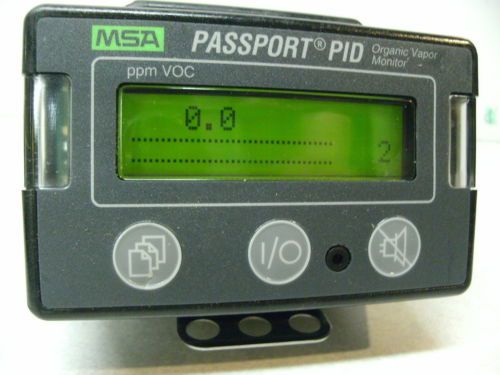 MSA PASSPORT® PID Organic Vapor Monitor
ppm VOC
0.0
2
I/O